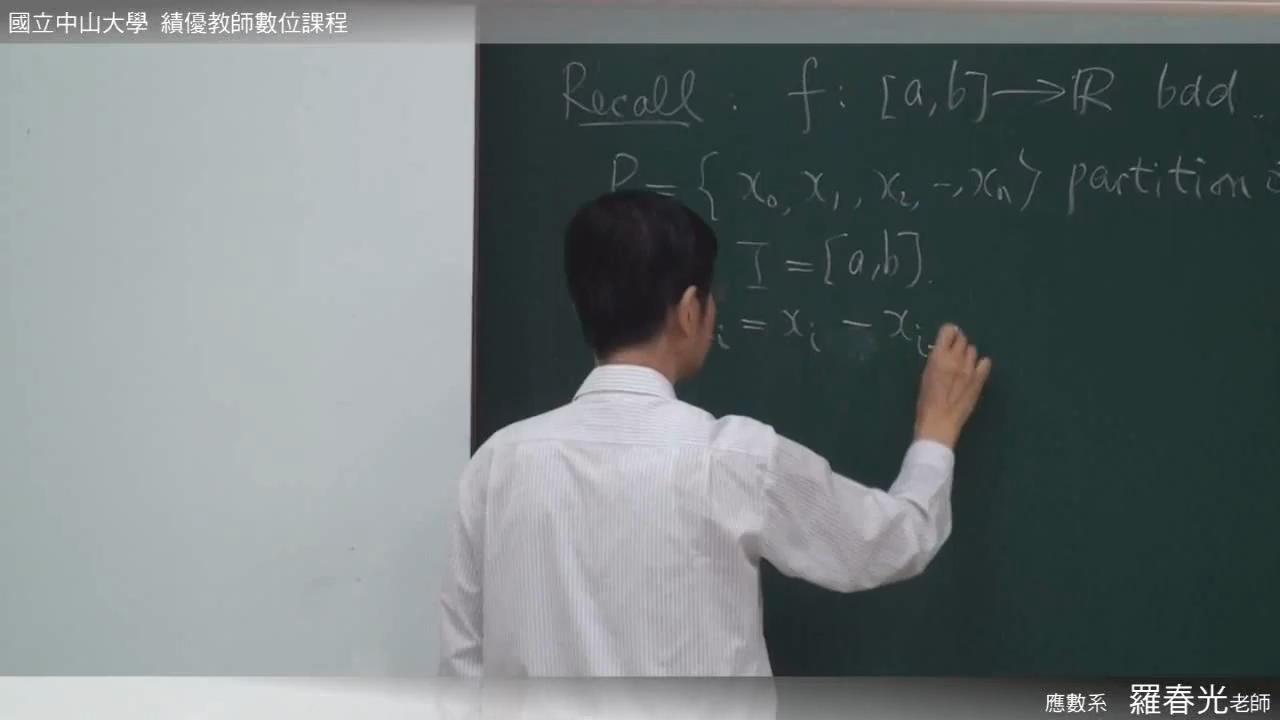 國立中山大學 績優教師數位課程
Recall : f : [a,b] → ℝ bdd
P = { x₀, x₁, x₂, -, xₙ } partition
I = [a,b].
ᵢ = xᵢ - xᵢ₋
應數系 羅春光老師